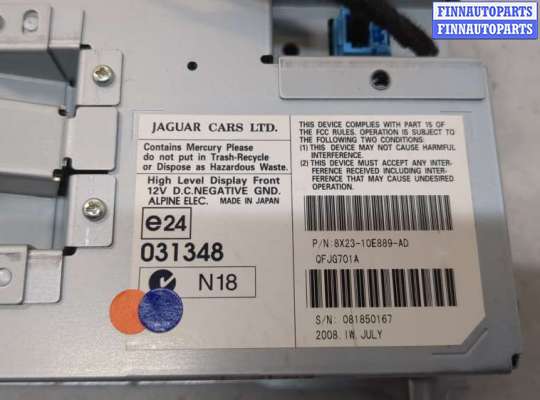 FINNAUTOPARTS
FINNAUTOPARTS
FINNAUTOPARTS
JAGUAR CARS LTD.
Contains Mercury Please
do not put in Trash-Recycle
or Dispose as Hazardous Waste.
High Level Display Front
12V D.C.NEGATIVE GND.
ALPINE ELEC. MADE IN JAPAN
e24
031348
N18
THIS DEVICE COMPLIES WITH PART 15 OF
THE FCC RULES. OPERATION IS SUBJECT TO
THE FOLLOWING TWO CONDITIONS:
(1) THIS DEVICE MAY NOT CAUSE HARMFUL
INTERFERENCE.
(2) THIS DEVICE MUST ACCEPT ANY INTER-
FERENCE RECEIVED INCLUDING INTER-
FERENCE THAT MAY CAUSE UNDESIRED
OPERATION.
P/N:8X23-10E889-AD
QFJG701A
S/N: 081850167
2008.1W.JULY